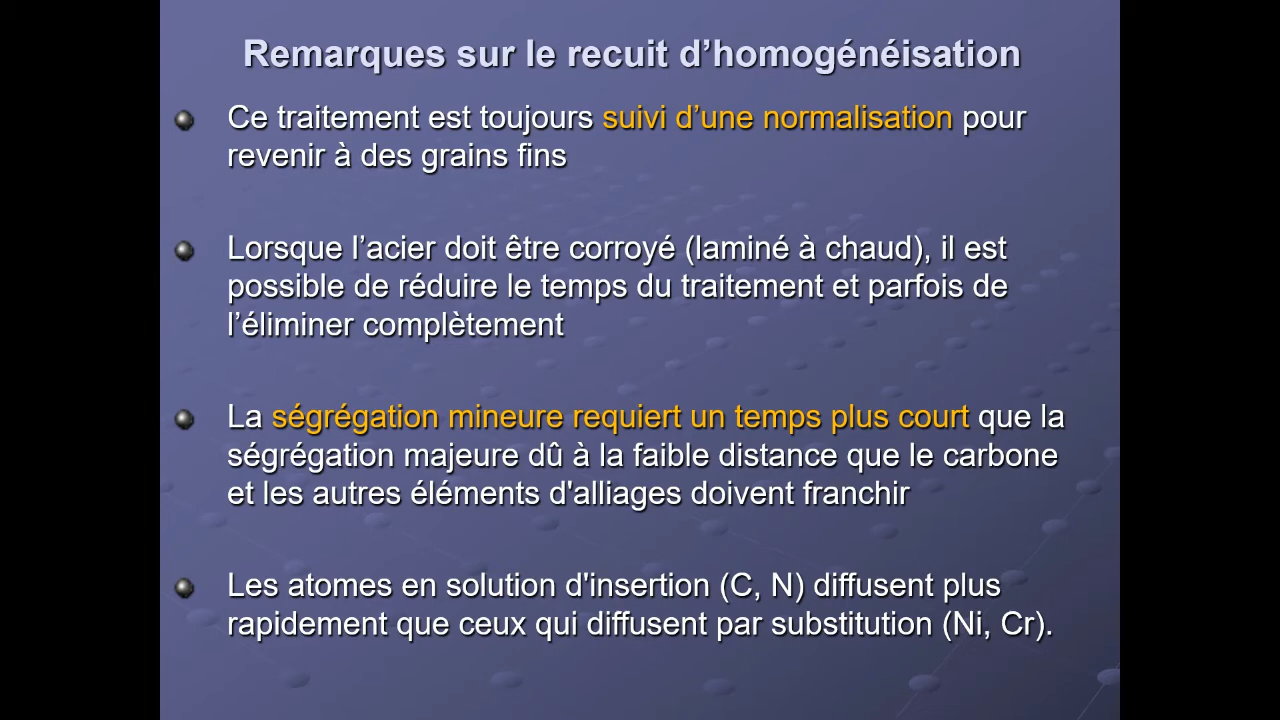 Remarques sur le recuit d’homogénéisation
Ce traitement est toujours suivi d’une normalisation pour
revenir à des grains fins
Lorsque l’acier doit être corroyé (laminé à chaud), il est
possible de réduire le temps du traitement et parfois de
l’éliminer complètement
La ségrégation mineure requiert un temps plus court que la
ségrégation majeure dû à la faible distance que le carbone
et les autres éléments d'alliages doivent franchir
Les atomes en solution d'insertion (C, N) diffusent plus
rapidement que ceux qui diffusent par substitution (Ni, Cr).